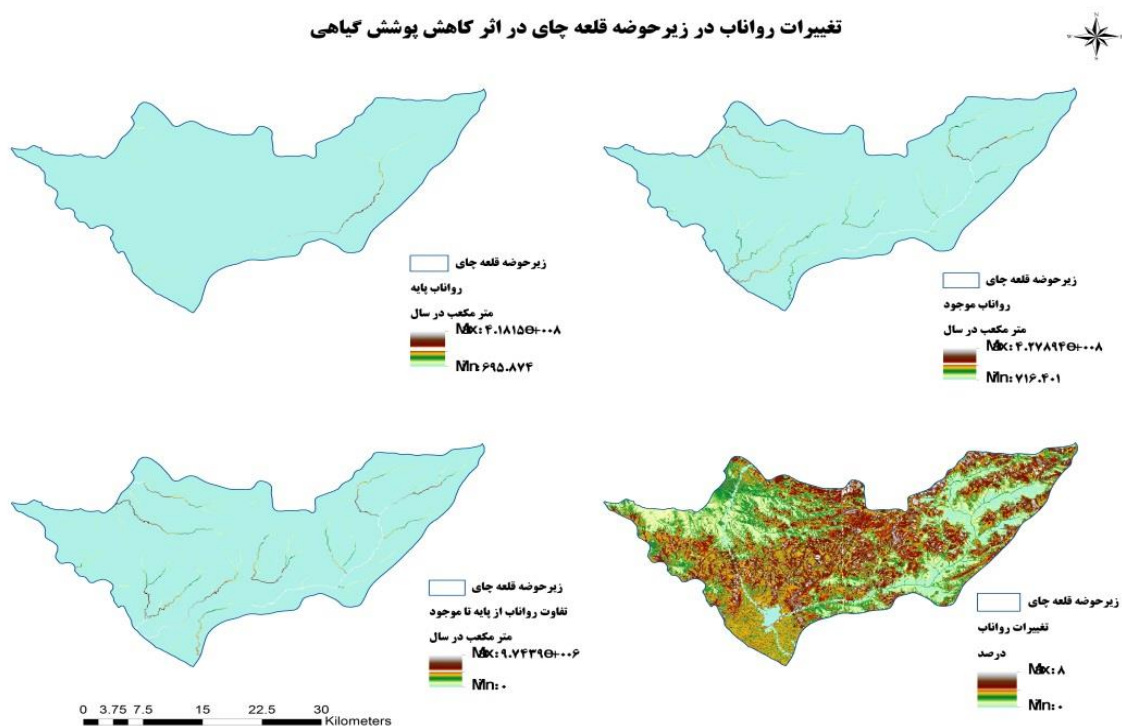 تغییرات رواناب در زیرحوضه قلعه چای در اثر کاهش پوشش گیاهی
زیرحوضه قلعه چای
رواناب پایه
متر مکعب در سال
Max: ۴.۱۸۱۵e+۰۰۸
Min: ۶۹۵.۸۷۴
زیرحوضه قلعه چای
رواناب موجود
متر مکعب در سال
Max: ۴.۲۷۸۹۴e+۰۰۸
Min: ۷۱۶.۴۰۱
زیرحوضه قلعه چای
تفاوت رواناب از پایه تا موجود
متر مکعب در سال
Max: ۹.۷۴۳۹e+۰۰۶
Min: ۰
0 3.75 7.5 15 22.5 30
Kilometers
زیرحوضه قلعه چای
تغییرات رواناب
درصد
Max: ۸
Min: ۰